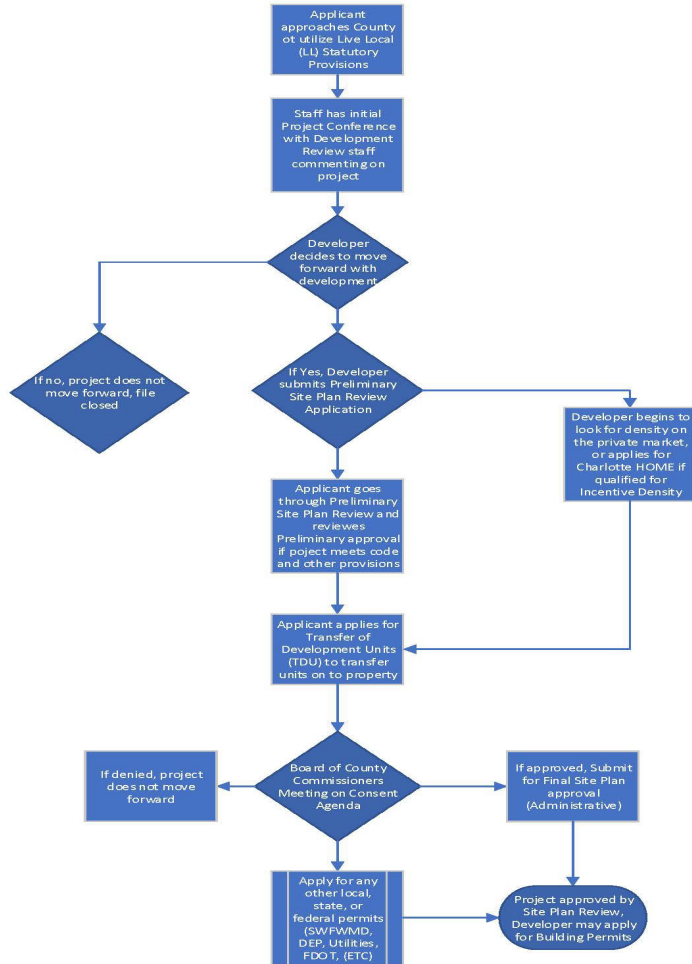 Applicant
approaches County
ot utilize Live Local
(LL) Statutory
Provisions
Staff has initial
Project Conference
with Development
Review staff
commenting on
project
Developer
decides to move
forward with
development
If no, project does not
move forward, file
closed
If Yes, Developer
submits Preliminary
Site Plan Review
Application
Developer begins to
look for density on
the private market,
or applies for
Charlotte HOME if
qualified for
Incentive Density
Applicant goes
through Preliminary
Site Plan Review and
reviewes
Preliminary approval
if poject meets code
and other provisions
Applicant applies for
Transfer of
Development Units
(TDU) to transfer
units on to property
Board of County
Commissioners
Meeting on Consent
Agenda
If denied, project
does not move
forward
If approved, Submit
for Final Site Plan
approval
(Administrative)
Apply for any
other local,
state, or
federal permits
(SWFWMD,
DEP, Utilities,
FDOT, (ETC)
Project approved by
Site Plan Review,
Developer may apply
for Building Permits